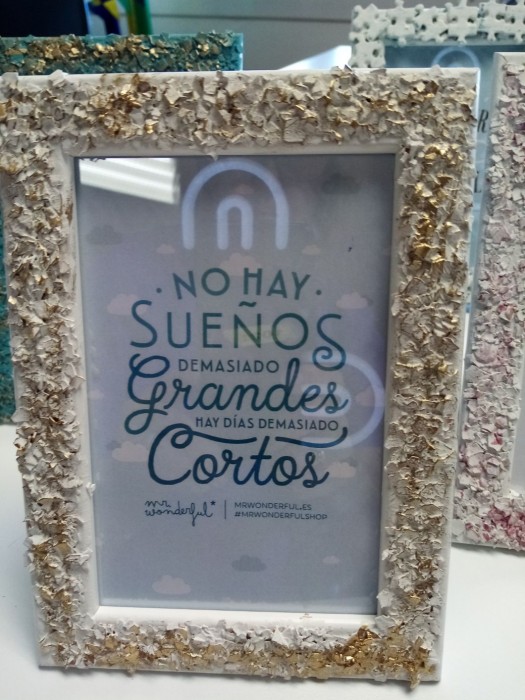 · NO HAY ·
SUEÑOS
DEMASIADO
Grandes
HAY DÍAS DEMASIADO
Cortos
mr. wonderful*
MRWONDERFUL.ES
#MRWONDERFULSHOP